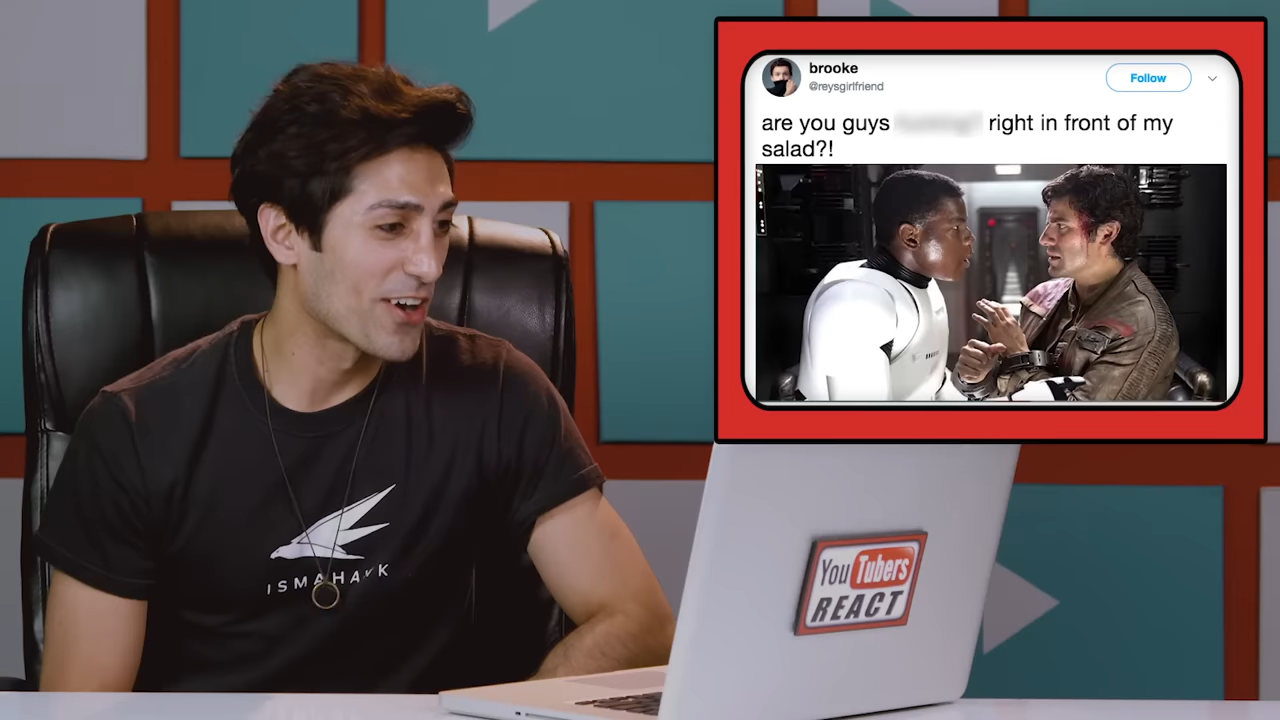 brooke
@reysgirlfriend
Follow
are you guys right in front of my
salad?!
ISMAHAWK
You Tubers
REACT